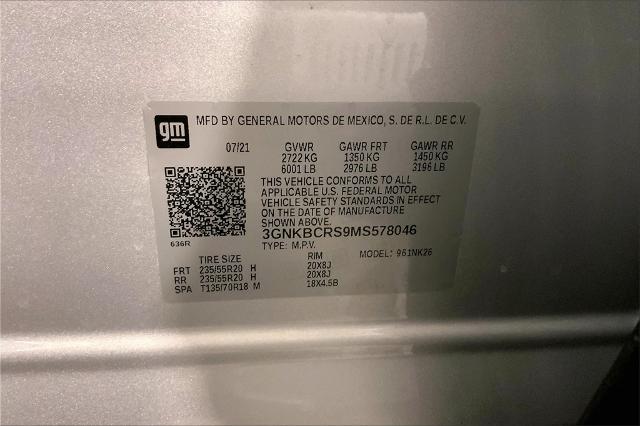 gm
MFD BY GENERAL MOTORS DE MEXICO, S. DE R.L. DE C.V.
07/21 GVWR GAWR FRT GAWR RR
2722 KG 1350 KG 1450 KG
6001 LB 2976 LB 3196 LB
THIS VEHICLE CONFORMS TO ALL
APPLICABLE U.S. FEDERAL MOTOR
VEHICLE SAFETY STANDARDS IN EFFECT
ON THE DATE OF MANUFACTURE
SHOWN ABOVE.
3GNKBCRS9MS578046
636R
TYPE: M.P.V. MODEL: 961NK26
TIRE SIZE RIM
FRT 235/55R20 H 20X8J
RR 235/55R20 H 20X8J
SPA T135/70R18 M 18X4.5B